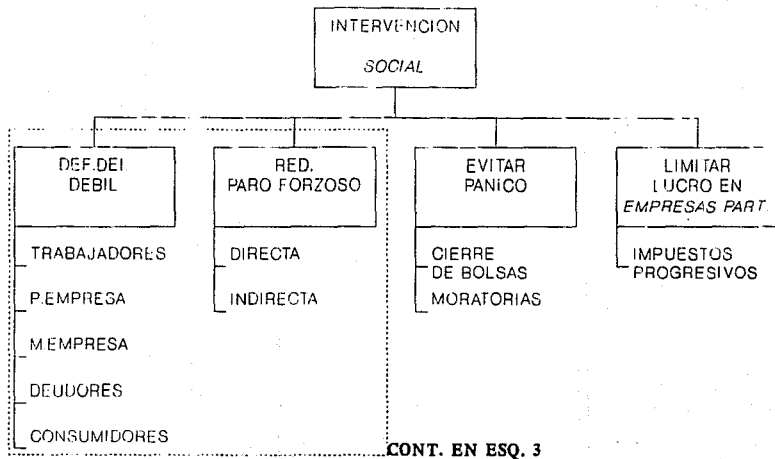 INTERVENCION
SOCIAL
DEF.DEL
DEBIL
TRABAJADORES
P.EMPRESA
M.EMPRESA
DEUDORES
CONSUMIDORES
RED.
PARO FORZOSO
DIRECTA
INDIRECTA
EVITAR
PANICO
CIERRE
DE BOLSAS
MORATORIAS
LIMITAR
LUCRO EN
EMPRESAS PART.
IMPUESTOS
PROGRESIVOS
CONT. EN ESQ. 3